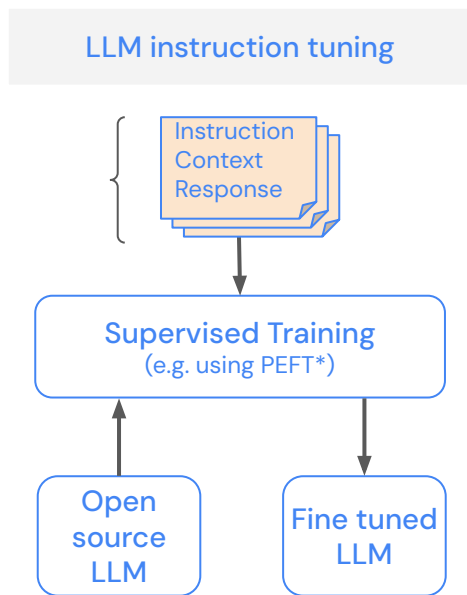 LLM instruction tuning
Instruction
Context
Response
Supervised Training
(e.g. using PEFT*)
Open
source
LLM
Fine tuned
LLM